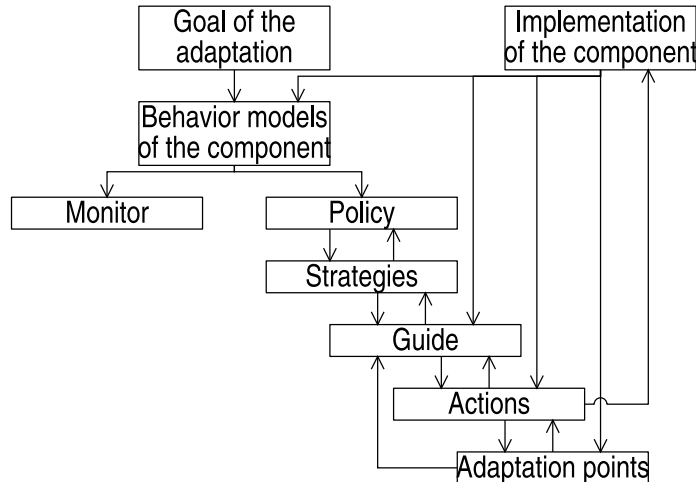 Goal of the
adaptation
Implementation
of the component
Behavior models
of the component
Monitor
Policy
Strategies
Guide
Actions
Adaptation points